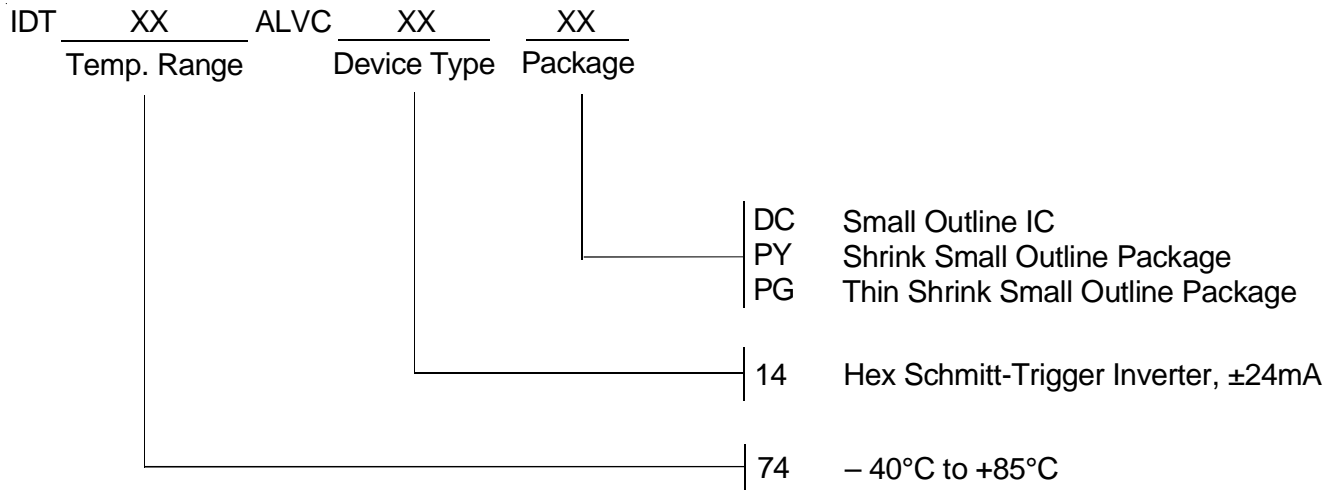 IDT XX ALVC XX XX
Temp. Range Device Type Package
DC Small Outline IC
PY Shrink Small Outline Package
PG Thin Shrink Small Outline Package
14 Hex Schmitt-Trigger Inverter, ±24mA
74 – 40°C to +85°C